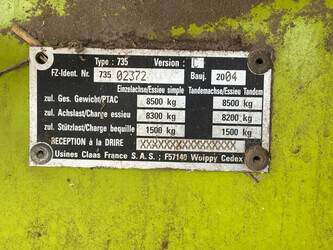 Type : 735 Version :
FZ-Ident. Nr. 735 02372 Bauj. 2004
Einzelachse/Essieu simple Tandemachse/Essieu Tandem
zul. Ges. Gewicht/PTAC 8500 kg 8500 kg
zul. Achslast/Charge essieu 8300 kg 8200 kg
zul. Stützlast/Charge bequille 1500 kg 1500 kg
RECEPTION à la DRIRE XXXXXXXXXXXXXXXXX
Usines Claas France S.A.S. ; F57140 Woippy Cedex